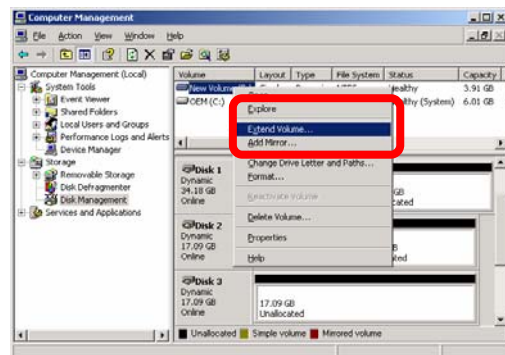 Computer Management
File Action View Window Help
Computer Management (Local)
System Tools
Event Viewer
Shared Folders
Local Users and Groups
Performance Logs and Alerts
Device Manager
Storage
Removable Storage
Disk Defragmenter
Disk Management
Services and Applications
Volume Layout Type File System Status Capacity
New Volume 3.91 GB
OEM (C:) (System) 6.01 GB
Explore
Extend Volume...
Add Mirror...
Change Drive Letter and Paths...
Format...
Reactivate Volume
Delete Volume...
Properties
Help
Disk 1
Dynamic
34.18 GB
Online
GB
Disk 2
Dynamic
17.09 GB
Online
Disk 3
Dynamic
17.09 GB
Online
17.09 GB
Unallocated
Unallocated Simple volume Mirrored volume